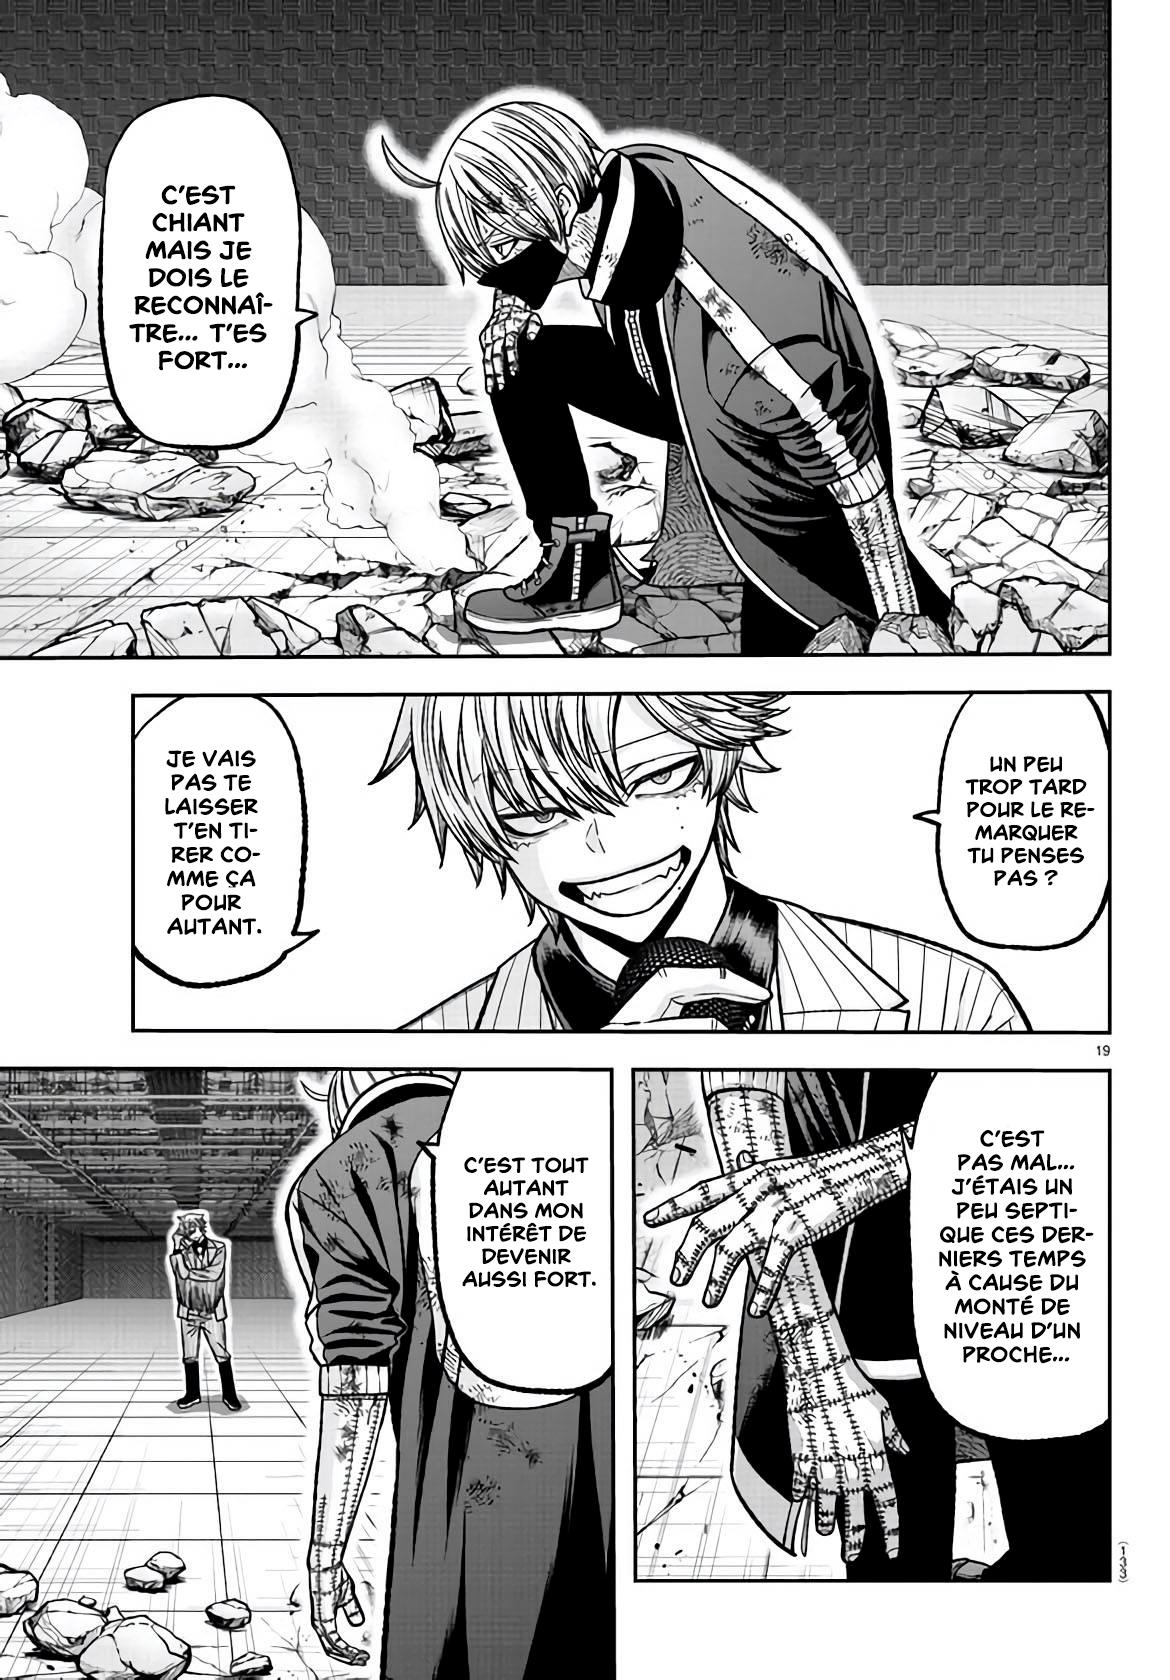 C'EST
CHIANT
MAIS JE
DOIS LE
RECONNAÎ-
TRE... T'ES
FORT...
UN PEU
TROP TARD
POUR LE RE-
MARQUER
TU PENSES
PAS ?
JE VAIS
PAS TE
LAISSER
T'EN TI-
RER CO-
MME ÇA
POUR
AUTANT.
19
C'EST
PAS MAL...
J'ÉTAIS UN
PEU SEPTI-
QUE CES DER-
NIERS TEMPS
À CAUSE DU
MONTÉ DE
NIVEAU D'UN
PROCHE...
C'EST TOUT
AUTANT
DANS MON
INTÉRÊT DE
DEVENIR
AUSSI FORT.
(133)